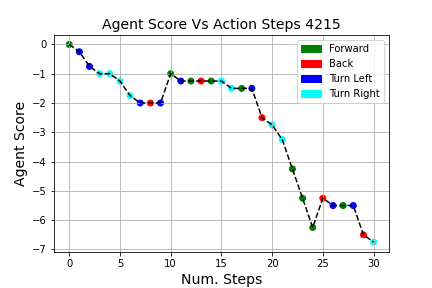 Agent Score Vs Action Steps 4215
Agent Score
0
−1
−2
−3
−4
−5
−6
−7
Forward
Back
Turn Left
Turn Right
0 5 10 15 20 25 30
Num. Steps